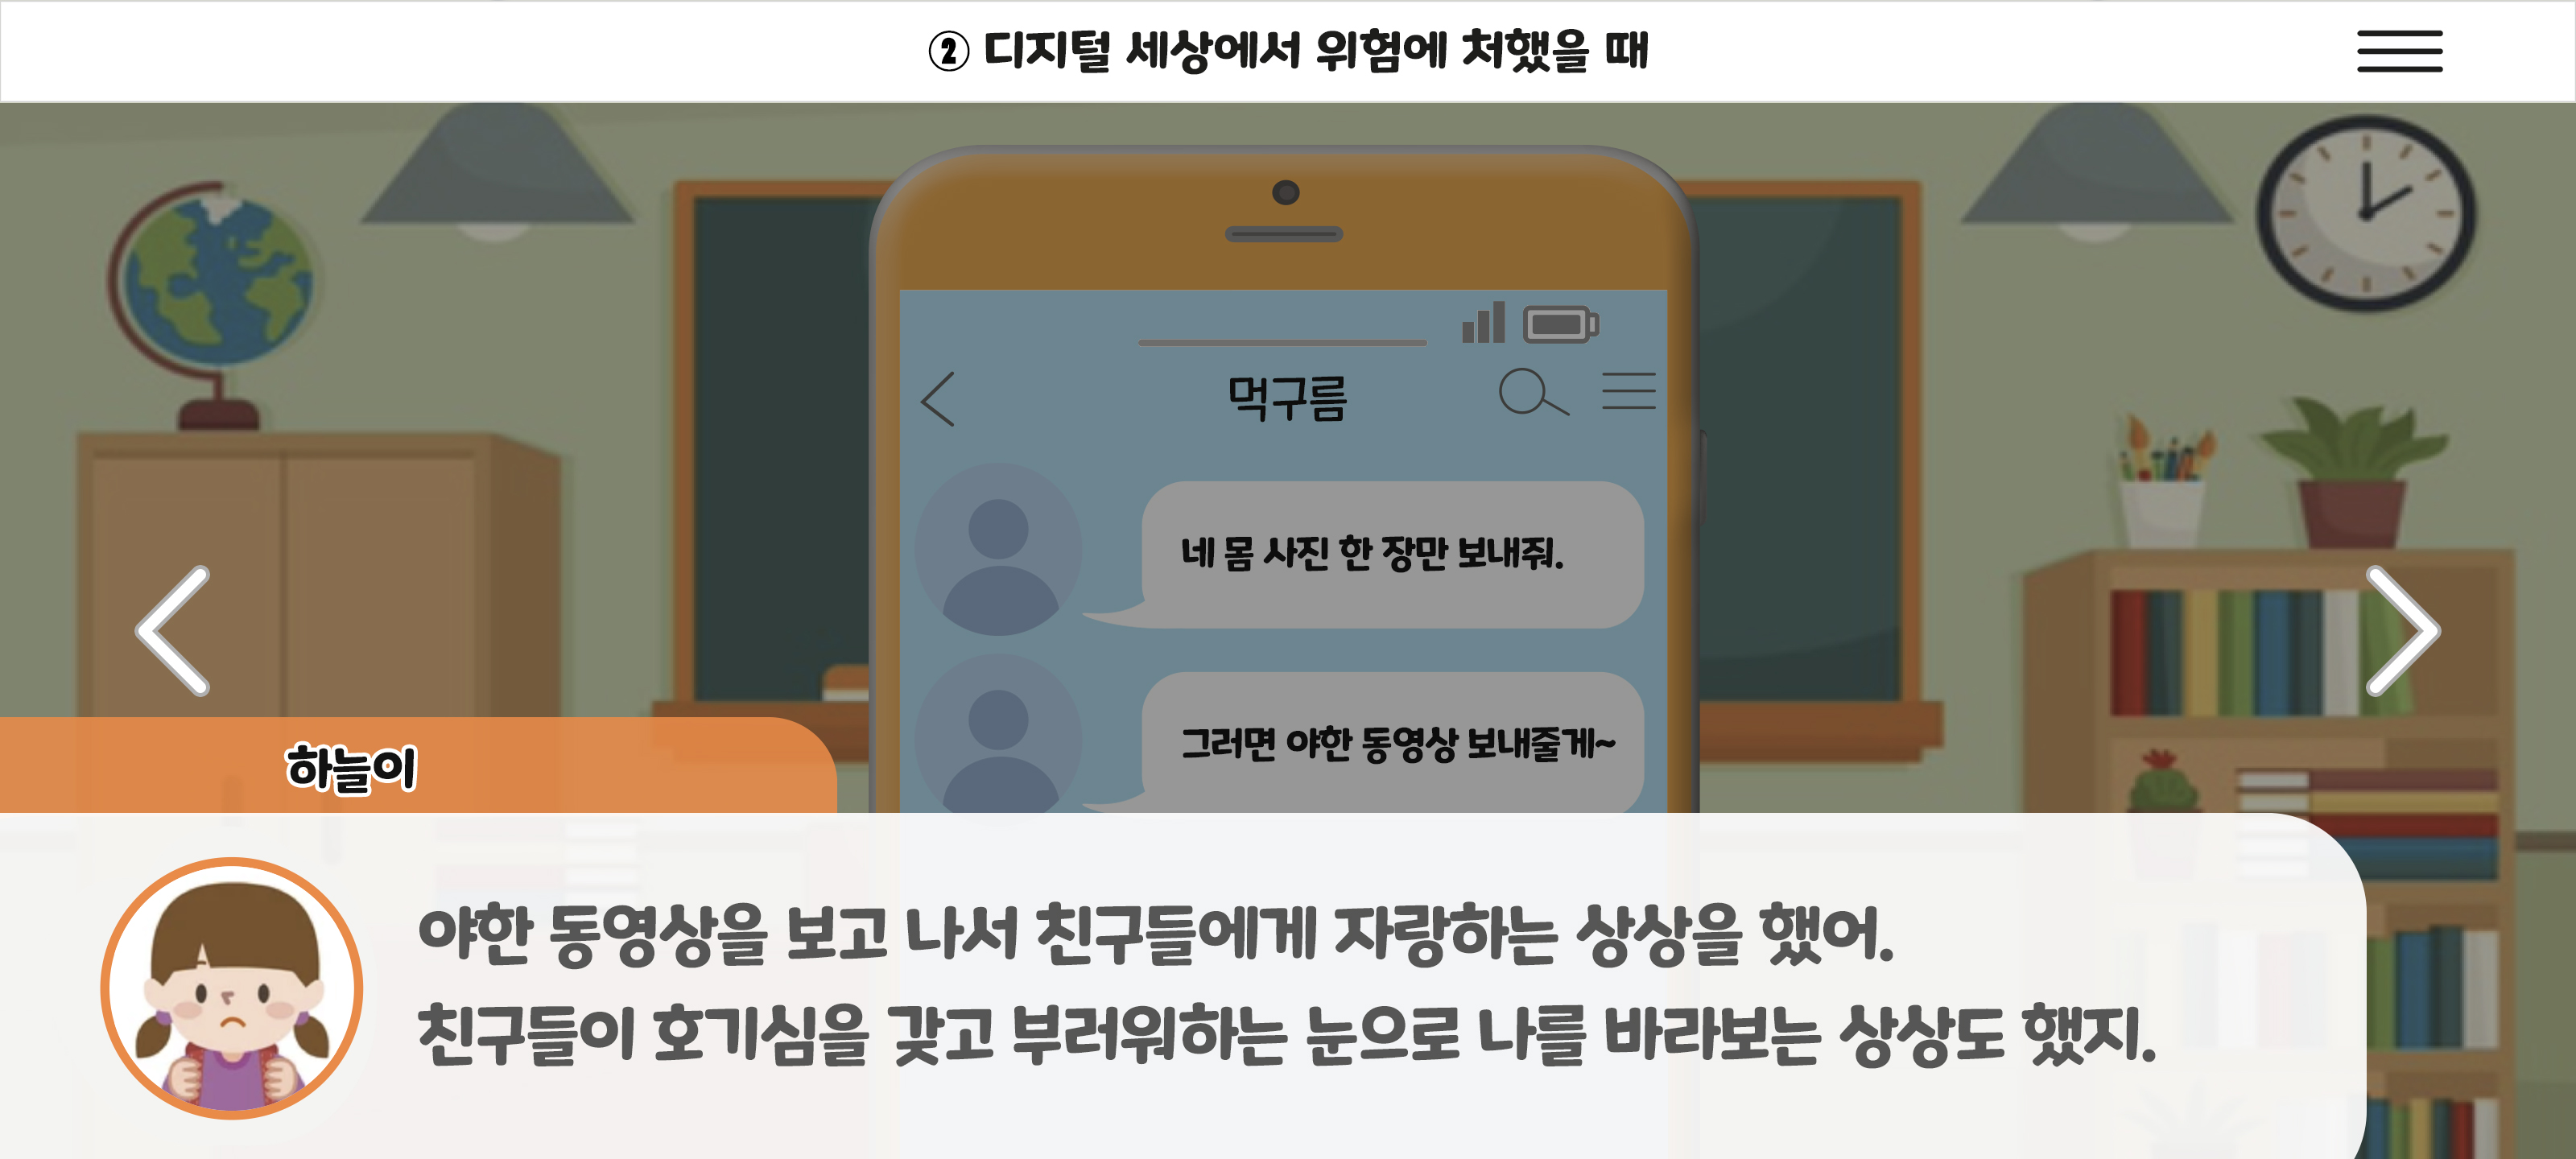 ② 디지털 세상에서 위험에 처했을 때
먹구름
네 몸 사진 한 장만 보내줘.
그러면 야한 동영상 보내줄게~
하늘이
야한 동영상을 보고 나서 친구들에게 자랑하는 상상을 했어.
친구들이 호기심을 갖고 부러워하는 눈으로 나를 바라보는 상상도 했지.